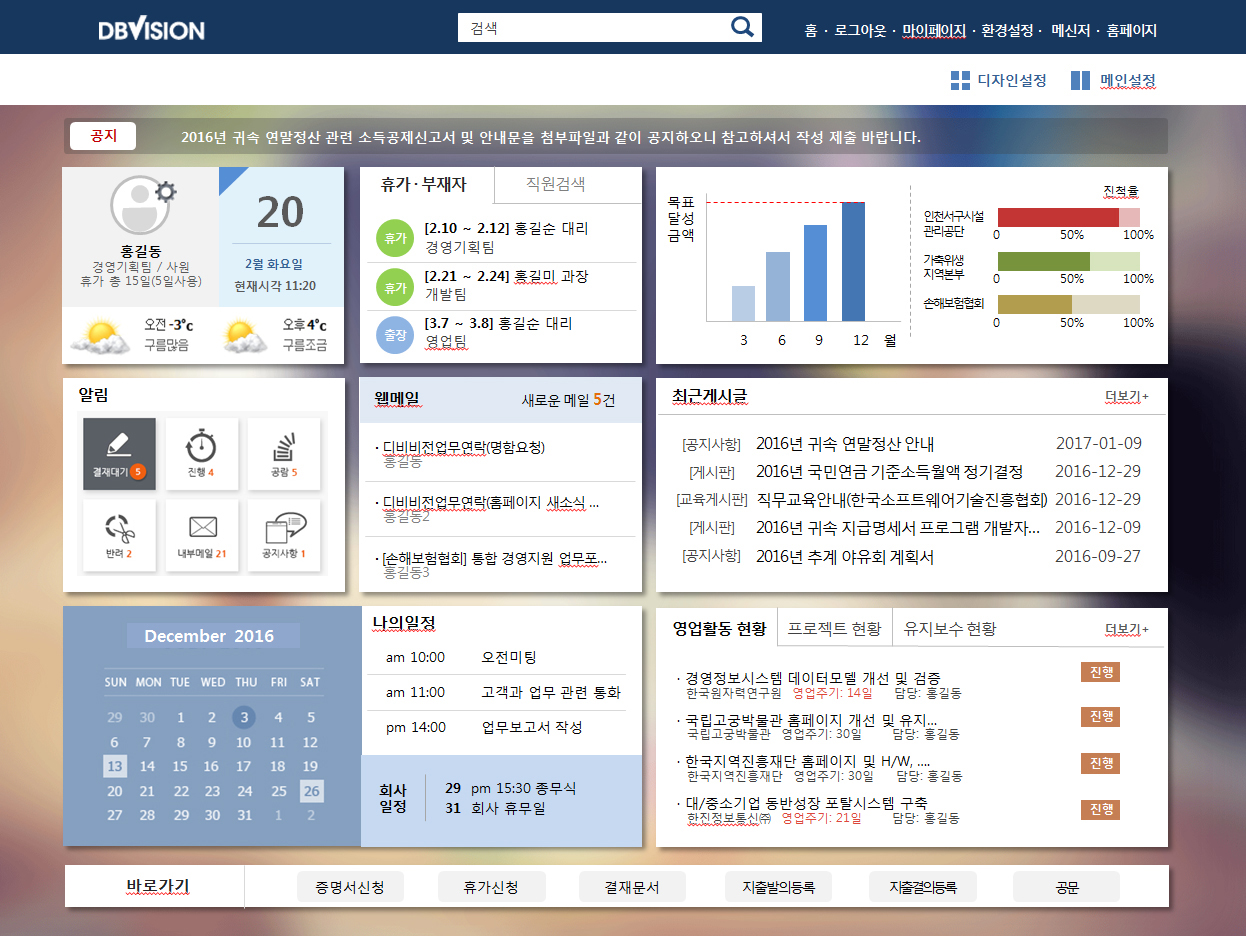 DBVISION
검색
홈 · 로그아웃 · 마이페이지 · 환경설정 · 메신저 · 홈페이지
디자인설정 메인설정
공지 2016년 귀속 연말정산 관련 소득공제신고서 및 안내문을 첨부파일과 같이 공지하오니 참고하셔서 작성 제출 바랍니다.
홍길동
경영기획팀 / 사원
휴가 총 15일(5일사용)
20
2월 화요일
현재시각 11:20
오전 -3°c
구름많음
오후 4°c
구름조금
휴가 · 부재자 직원검색
휴가 [2.10 ~ 2.12] 홍길순 대리
경영기획팀
휴가 [2.21 ~ 2.24] 홍길미 과장
개발팀
출장 [3.7 ~ 3.8] 홍길순 대리
영업팀
목표
달성
금액
3 6 9 12 월
진척율
인천서구시설
관리공단
0 50% 100%
가축위생
지역본부
0 50% 100%
손해보험협회
0 50% 100%
알림
결재대기 5
진행 4
공람 5
반려 2
내부메일 21
공지사항 1
웹메일 새로운 메일 5건
· 디비비전업무연락(명함요청)
홍길동
· 디비비전업무연락(홈페이지 새소식 ...
홍길동2
· [손해보험협회] 통합 경영지원 업무포...
홍길동3
최근게시글 더보기+
[공지사항] 2016년 귀속 연말정산 안내 2017-01-09
[게시판] 2016년 국민연금 기준소득월액 정기결정 2016-12-29
[교육게시판] 직무교육안내(한국소프트웨어기술진흥협회) 2016-12-29
[게시판] 2016년 귀속 지급명세서 프로그램 개발자... 2016-12-09
[공지사항] 2016년 추계 야유회 계획서 2016-09-27
December 2016
SUN MON TUE WED THU FRI SAT
29 30 1 2 3 4 5
6 7 8 9 10 11 12
13 14 15 16 17 18 19
20 21 22 23 24 25 26
27 28 29 30 31 1 2
나의일정
am 10:00 오전미팅
am 11:00 고객과 업무 관련 통화
pm 14:00 업무보고서 작성
회사
일정
29 pm 15:30 종무식
31 회사 휴무일
영업활동 현황 프로젝트 현황 유지보수 현황 더보기+
· 경영정보시스템 데이터모델 개선 및 검증 진행
한국원자력연구원 영업주기: 14일 담당: 홍길동
· 국립고궁박물관 홈페이지 개선 및 유지... 진행
국립고궁박물관 영업주기: 30일 담당: 홍길동
· 한국지역진흥재단 홈페이지 및 H/W, .... 진행
한국지역진흥재단 영업주기: 30일 담당: 홍길동
· 대/중소기업 동반성장 포탈시스템 구축 진행
한진정보통신㈜ 영업주기: 21일 담당: 홍길동
바로가기 증명서신청 휴가신청 결재문서 지출발의등록 지출결의등록 공문